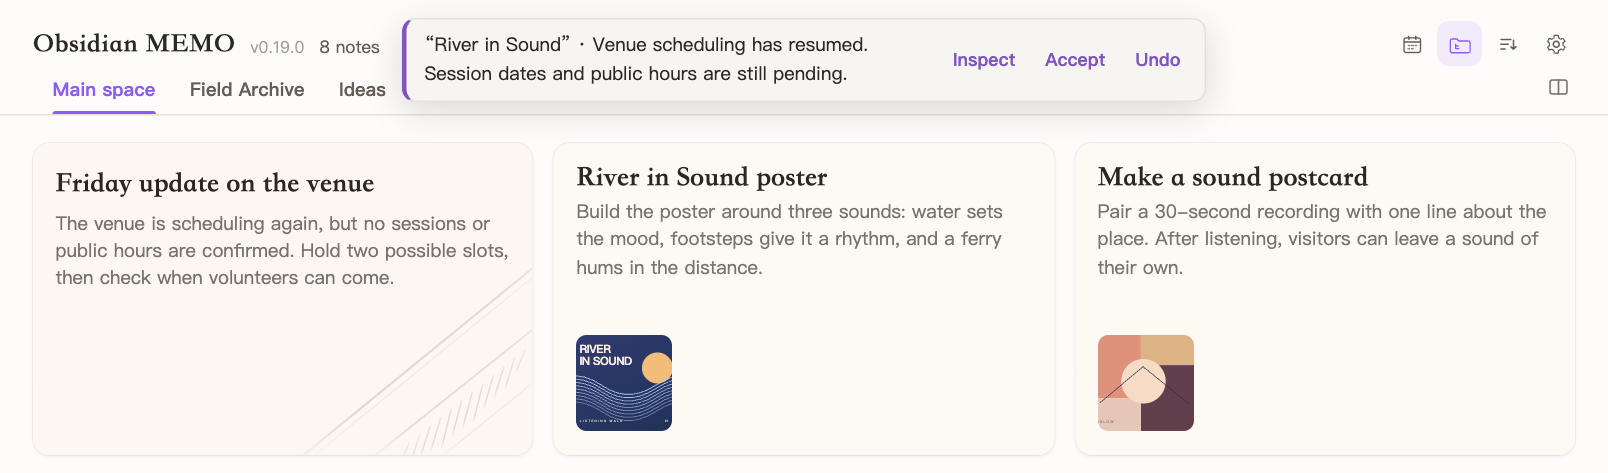 Obsidian MEMO v0.19.0 8 notes
“River in Sound” · Venue scheduling has resumed.
Session dates and public hours are still pending.
Inspect Accept Undo
Main space Field Archive Ideas
Friday update on the venue
The venue is scheduling again, but no sessions or
public hours are confirmed. Hold two possible slots,
then check when volunteers can come.
River in Sound poster
Build the poster around three sounds: water sets
the mood, footsteps give it a rhythm, and a ferry
hums in the distance.
RIVER
IN SOUND
LISTENING WALK
Make a sound postcard
Pair a 30–second recording with one line about the
place. After listening, visitors can leave a sound of
their own.